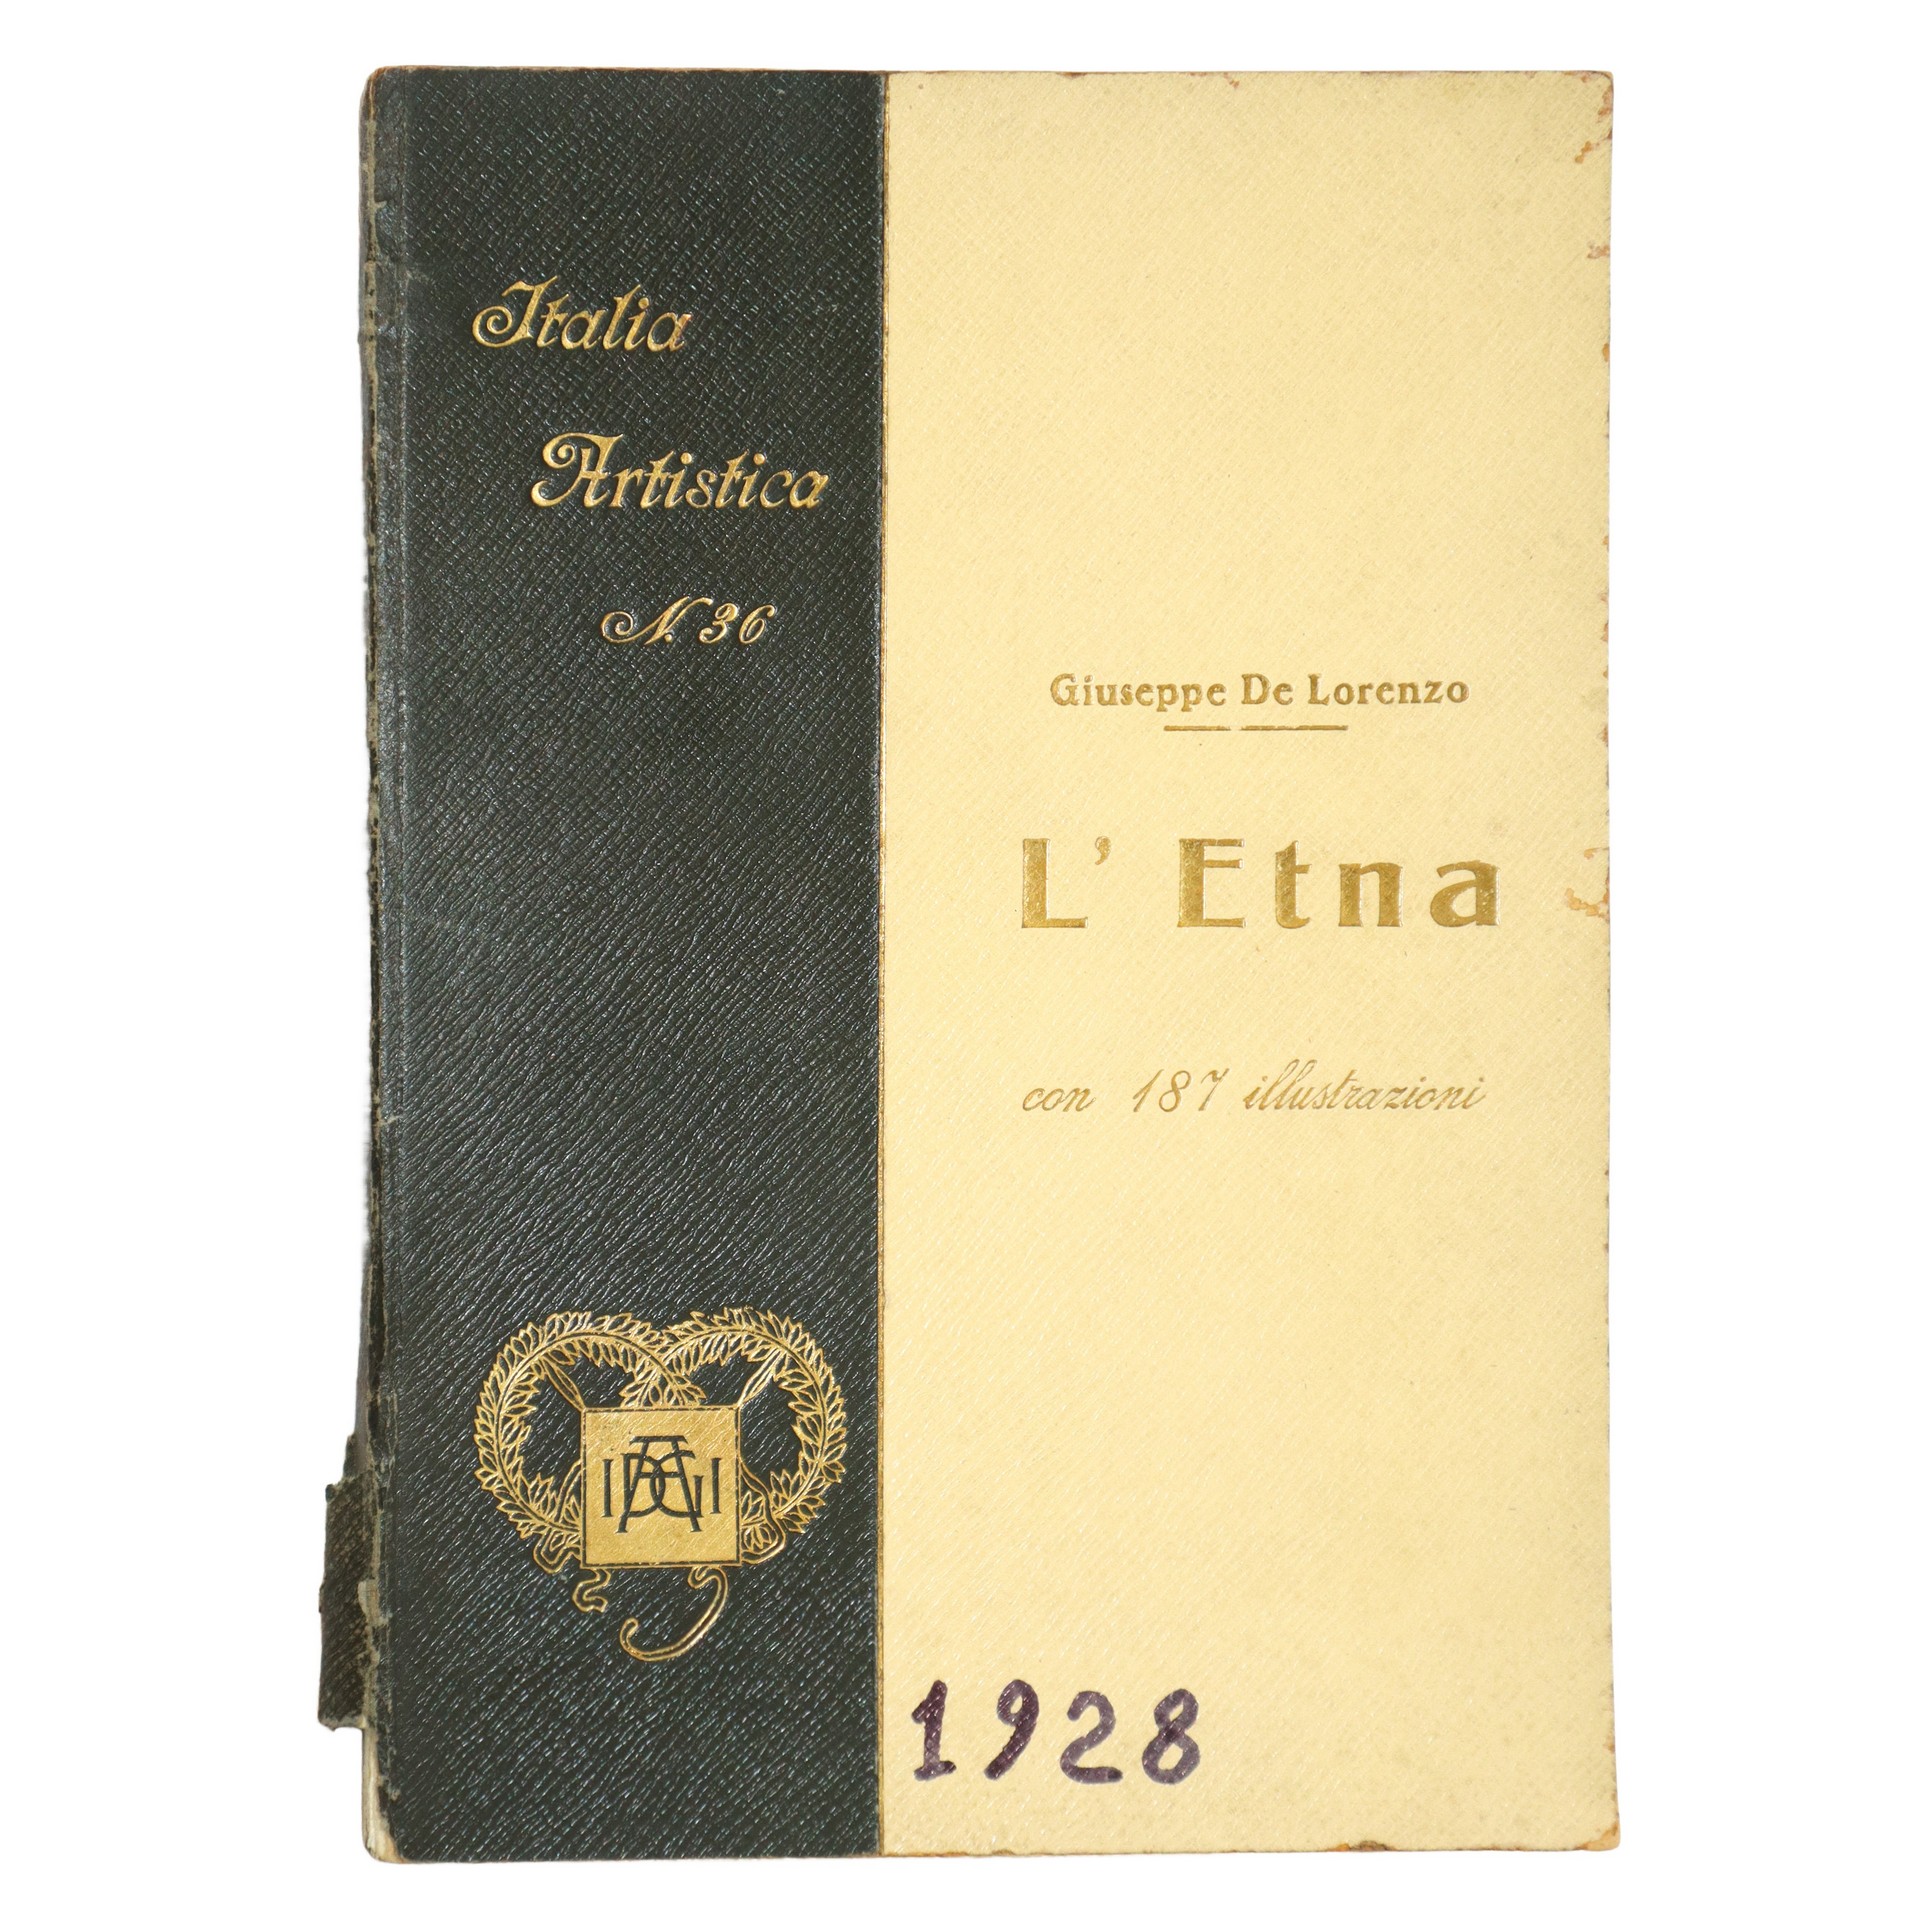 Italia
Artistica
N. 36
Giuseppe De Lorenzo
L' Etna
con 187 illustrazioni
1928